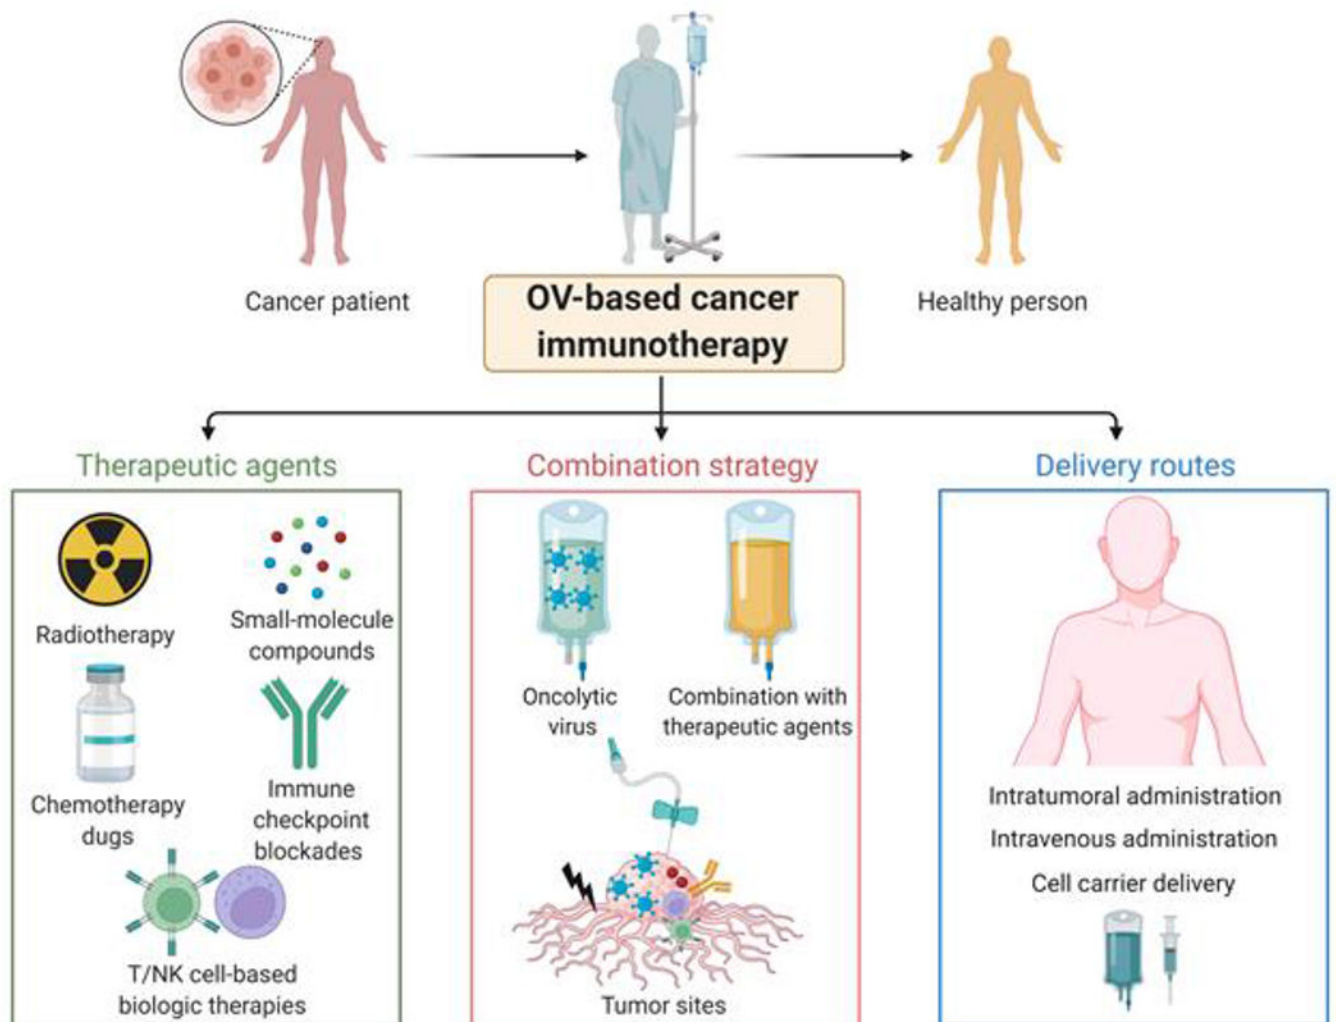 Cancer patient
OV-based cancer
immunotherapy
Healthy person
Therapeutic agents
Radiotherapy
Small-molecule
compounds
Chemotherapy
dugs
Immune
checkpoint
blockades
T/NK cell-based
biologic therapies
Combination strategy
Oncolytic
virus
Combination with
therapeutic agents
Tumor sites
Delivery routes
Intratumoral administration
Intravenous administration
Cell carrier delivery